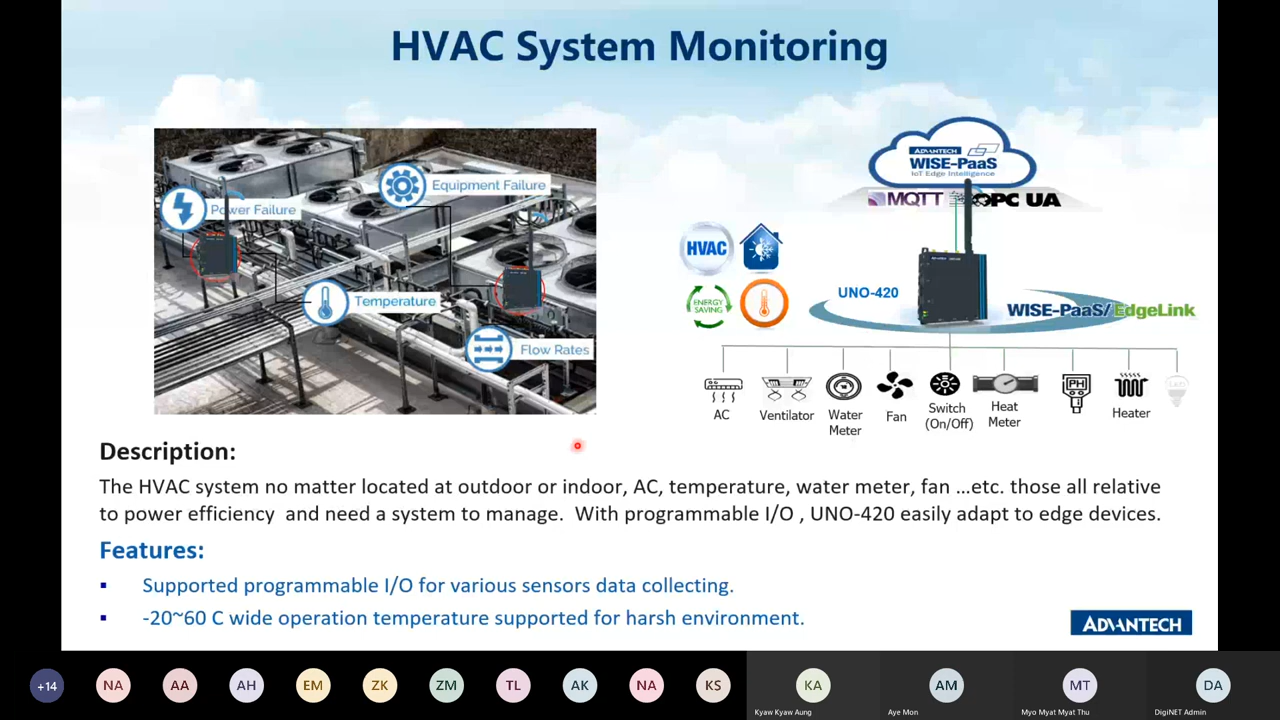 HVAC System Monitoring
Power Failure
Equipment Failure
Temperature
Flow Rates
ADVANTECH
WISE-PaaS
IoT Edge Intelligence
MQTT
OPC UA
HVAC
ENERGY
SAVING
UNO-420
WISE-PaaS/EdgeLink
AC
Ventilator
Water
Meter
Fan
Switch
(On/Off)
Heat
Meter
PH
Heater
LED
Description:
The HVAC system no matter located at outdoor or indoor, AC, temperature, water meter, fan …etc. those all relative
to power efficiency and need a system to manage. With programmable I/O , UNO-420 easily adapt to edge devices.
Features:
▪ Supported programmable I/O for various sensors data collecting.
▪ -20~60 C wide operation temperature supported for harsh environment.
ADVANTECH
+14
NA
AA
AH
EM
ZK
ZM
TL
AK
NA
KS
KA
AM
MT
DA
Kyaw Kyaw Aung
Aye Mon
Myo Myat Myat Thu
DigiNET Admin